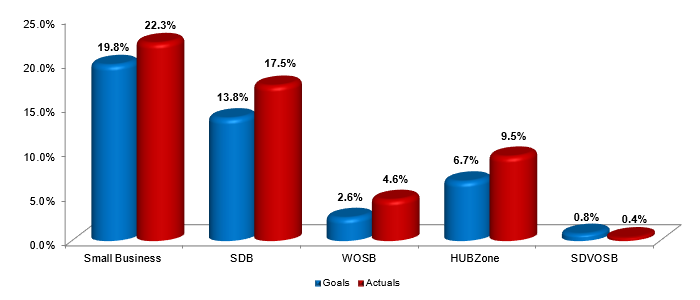 25.0%
20.0%
15.0%
10.0%
5.0%
0.0%
19.8%
22.3%
13.8%
17.5%
2.6%
4.6%
6.7%
9.5%
0.8%
0.4%
Small Business
SDB
WOSB
HUBZone
SDVOSB
Goals
Actuals